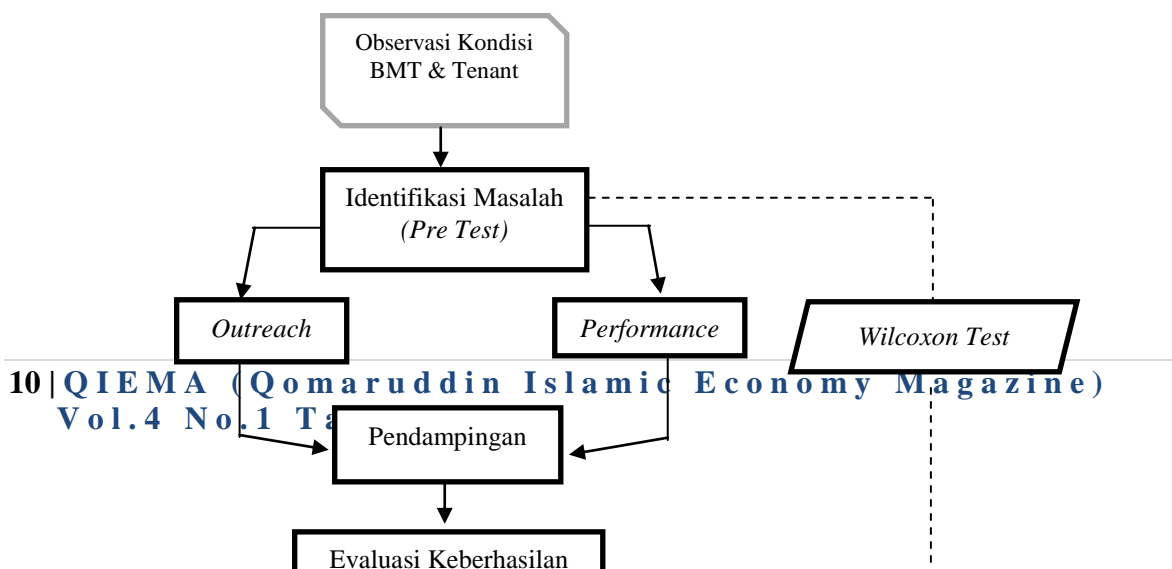 Observasi Kondisi
BMT & Tenant
Identifikasi Masalah
(Pre Test)
Outreach
Performance
Wilcoxon Test
10|QIEMA (Qomaruddin Islamic Economy Magazine)
Vol.4 No.1 Ta
Pendampingan
Evaluasi Keberhasilan